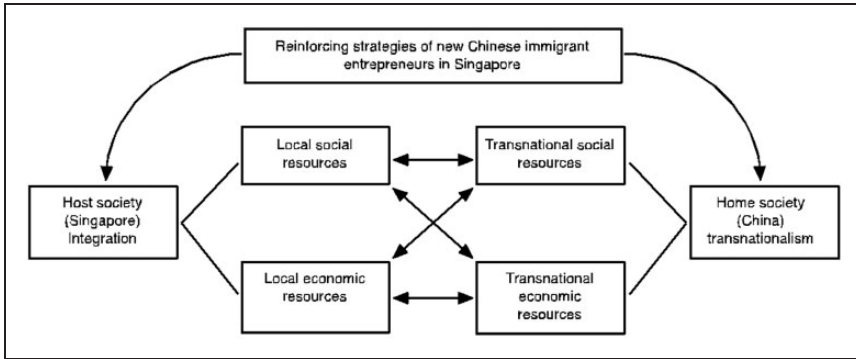 Reinforcing strategies of new Chinese immigrant
entrepreneurs in Singapore
Local social
resources
Transnational social
resources
Host society
(Singapore)
Integration
Home society
(China)
transnationalism
Local economic
resources
Transnational
economic
resources